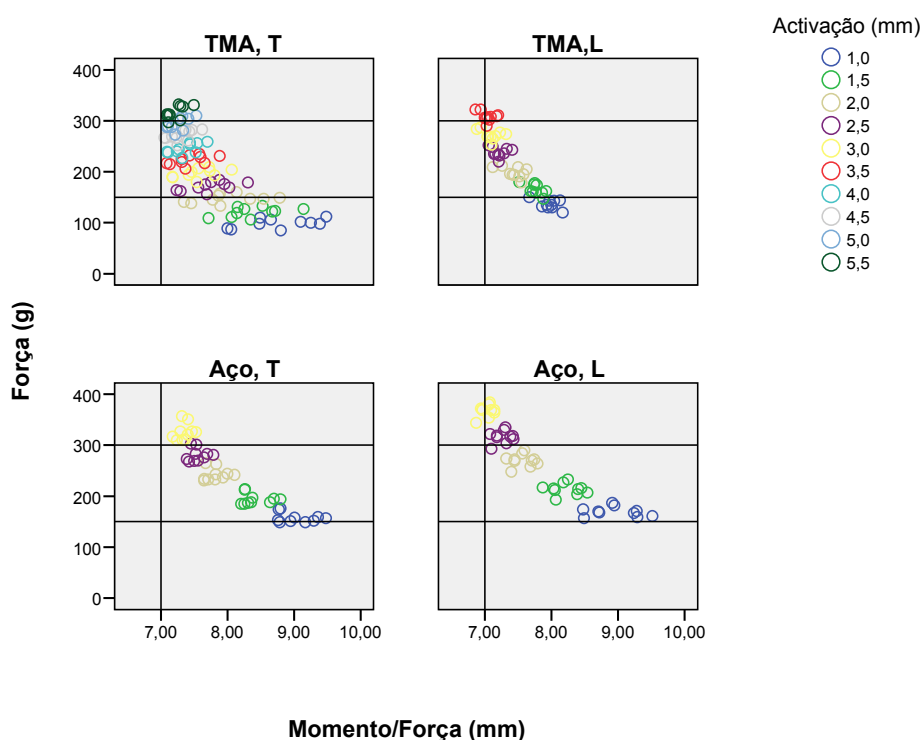 TMA, T
TMA,L
Activação (mm)
1,0
1,5
2,0
2,5
3,0
3,5
4,0
4,5
5,0
5,5
400
300
200
100
0
Força (g)
Aço, T
Aço, L
400
300
200
100
0
7,00 8,00 9,00 10,00 7,00 8,00 9,00 10,00
Momento/Força (mm)